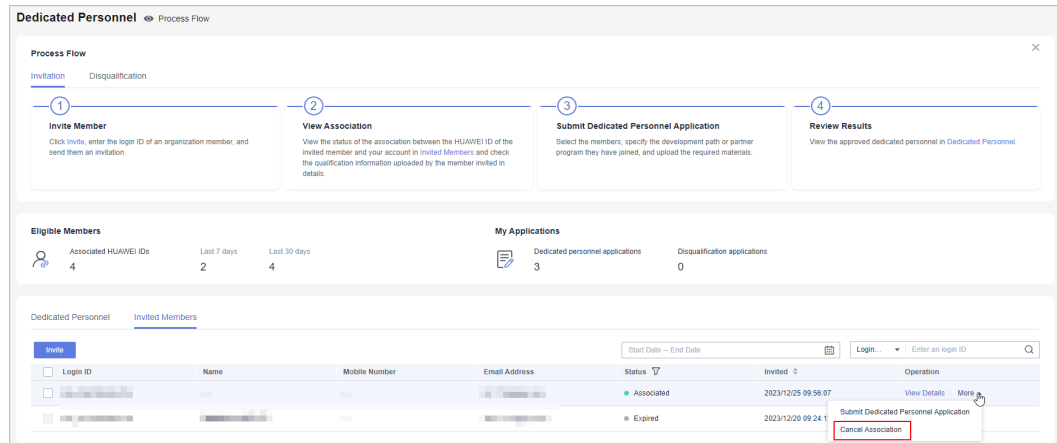 Dedicated Personnel Process Flow
Process Flow
Invitation Disqualification
1 2 3 4
Invite Member
Click Invite, enter the login ID of an organization member, and
send them an invitation.
View Association
View the status of the association between the HUAWEI ID of the
invited member and your account in Invited Members and check
the qualification information uploaded by the member invited in
details.
Submit Dedicated Personnel Application
Select the members, specify the development path or partner
program they have joined, and upload the required materials.
Review Results
View the approved dedicated personnel in Dedicated Personnel.
Eligible Members
Associated HUAWEI IDs Last 7 days Last 30 days
4 2 4
My Applications
Dedicated personnel applications Disqualification applications
3 0
Dedicated Personnel Invited Members
Invite Start Date – End Date Login... Enter an login ID
Login ID Name Mobile Number Email Address Status Invited Operation
Associated 2023/12/25 09:56:07 View Details More
Expired 2023/12/20 09:24:1
Submit Dedicated Personnel Application
Cancel Association